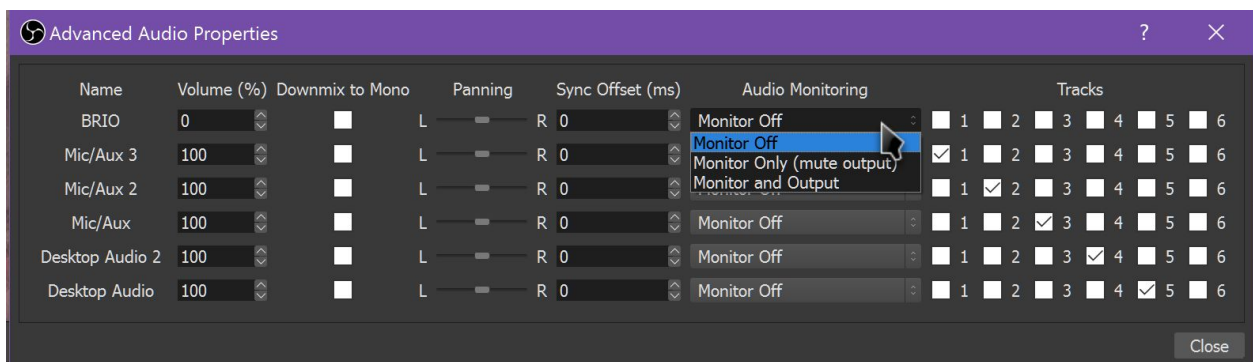 Advanced Audio Properties ? ×
Name Volume (%) Downmix to Mono Panning Sync Offset (ms) Audio Monitoring Tracks
BRIO 0 L R 0 Monitor Off 1 2 3 4 5 6
Monitor Off
Mic/Aux 3 100 L R 0 Monitor Only (mute output) 1 2 3 4 5 6
Monitor and Output
Mic/Aux 2 100 L R 0 1 2 3 4 5 6
Mic/Aux 100 L R 0 Monitor Off 1 2 3 4 5 6
Desktop Audio 2 100 L R 0 Monitor Off 1 2 3 4 5 6
Desktop Audio 100 L R 0 Monitor Off 1 2 3 4 5 6
Close